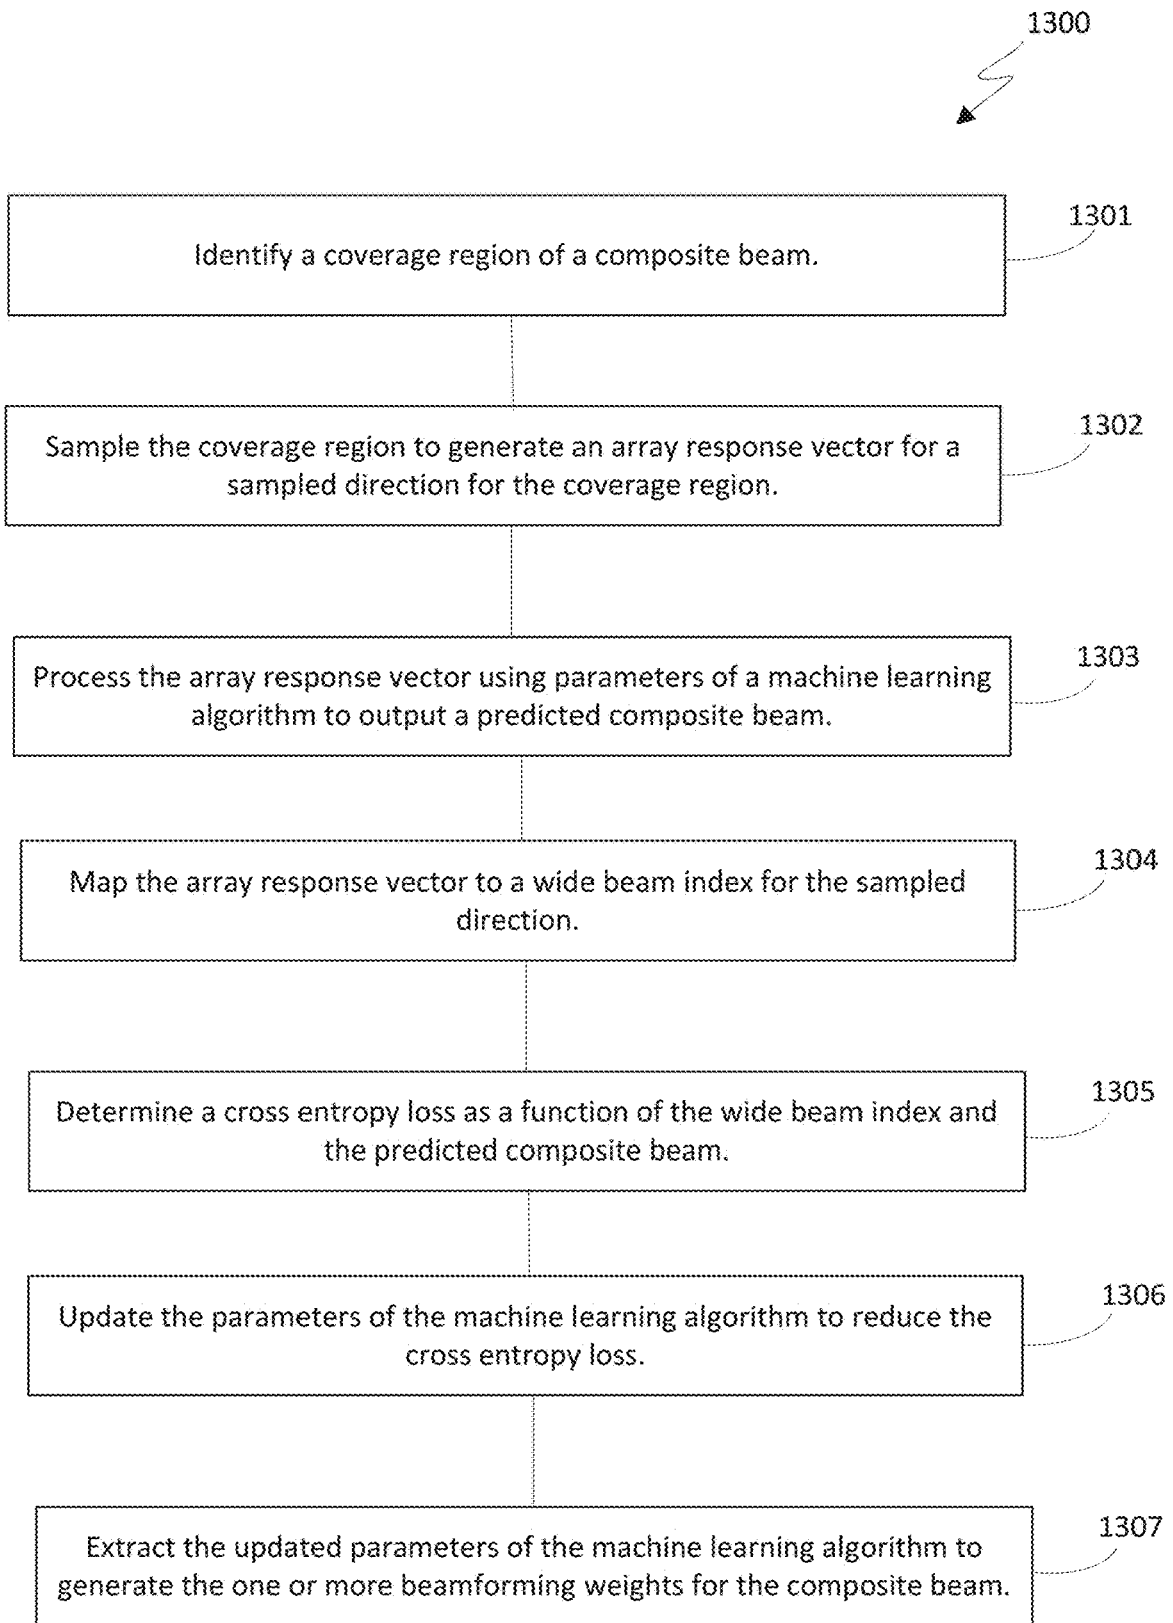 1300
1301
Identify a coverage region of a composite beam.
1302
Sample the coverage region to generate an array response vector for a
sampled direction for the coverage region.
1303
Process the array response vector using parameters of a machine learning
algorithm to output a predicted composite beam.
1304
Map the array response vector to a wide beam index for the sampled
direction.
1305
Determine a cross entropy loss as a function of the wide beam index and
the predicted composite beam.
1306
Update the parameters of the machine learning algorithm to reduce the
cross entropy loss.
1307
Extract the updated parameters of the machine learning algorithm to
generate the one or more beamforming weights for the composite beam.